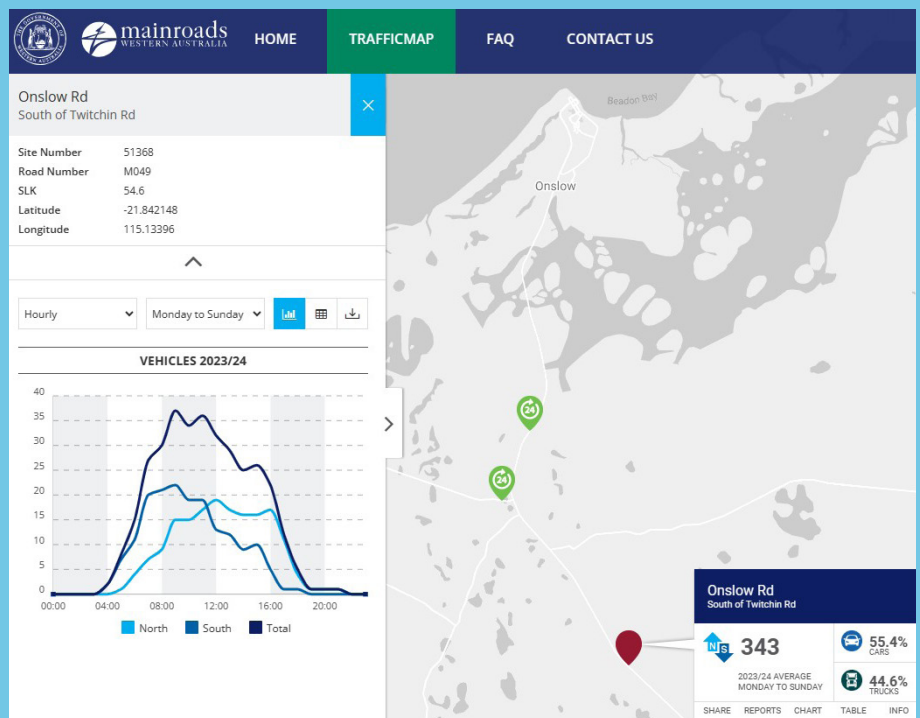 mainroads
WESTERN AUSTRALIA
HOME
TRAFFICMAP
FAQ
CONTACT US
Onslow Rd
South of Twitchin Rd
Site Number 51368
Road Number M049
SLK 54.6
Latitude -21.842148
Longitude 115.13396
Hourly
Monday to Sunday
VEHICLES 2023/24
40
35
30
25
20
15
10
5
0
00:00 04:00 08:00 12:00 16:00 20:00
North South Total
Beadon Bay
Onslow
24
24
Onslow Rd
South of Twitchin Rd
N S 343
2023/24 AVERAGE
MONDAY TO SUNDAY
55.4%
CARS
44.6%
TRUCKS
SHARE REPORTS CHART TABLE INFO